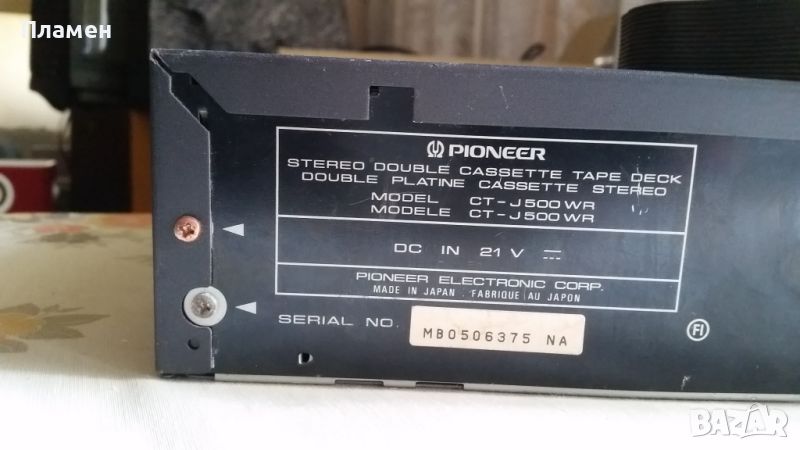 Пламен
PIONEER
STEREO DOUBLE CASSETTE TAPE DECK
DOUBLE PLATINE CASSETTE STEREO
MODEL CT-J500WR
MODELE CT-J500WR
DC IN 21 V
PIONEER ELECTRONIC CORP.
MADE IN JAPAN . FABRIQUE AU JAPON
SERIAL NO. MB0506375 NA
FI
BAZAR